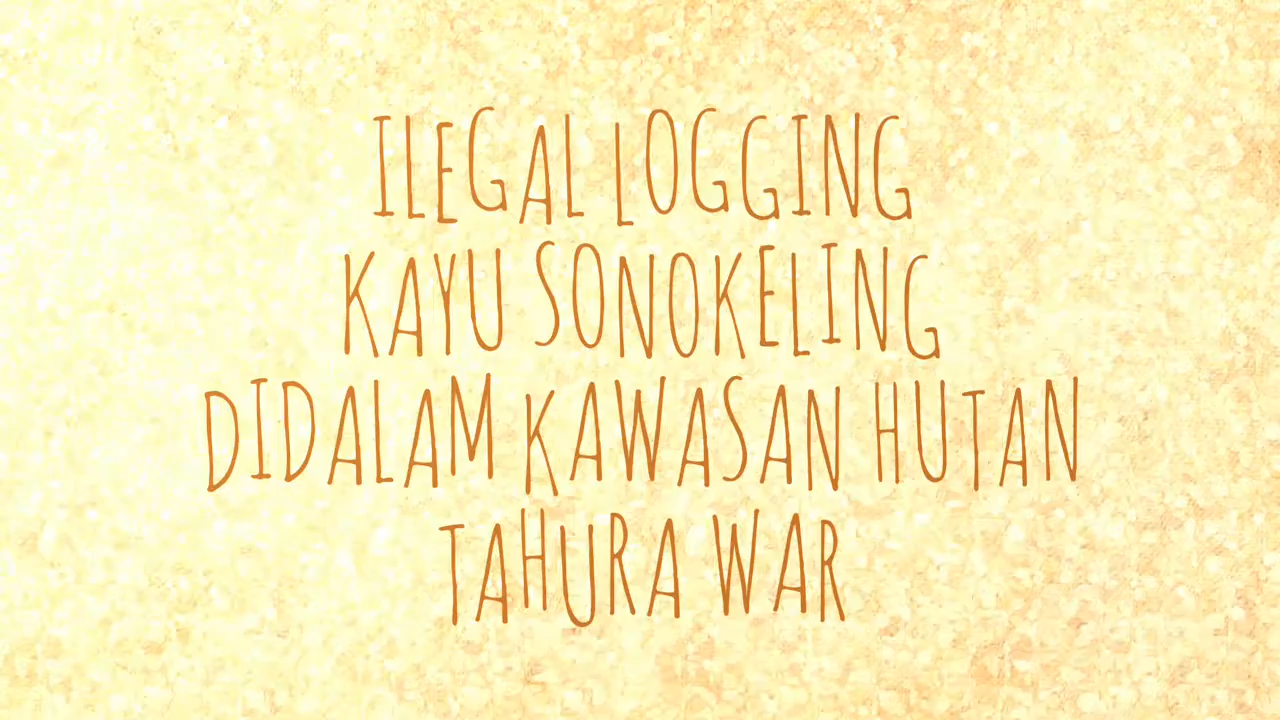 ILEGAL LOGGING
KAYU SONOKELING
DIDALAM KAWASAN HUTAN
TAHURA WAR